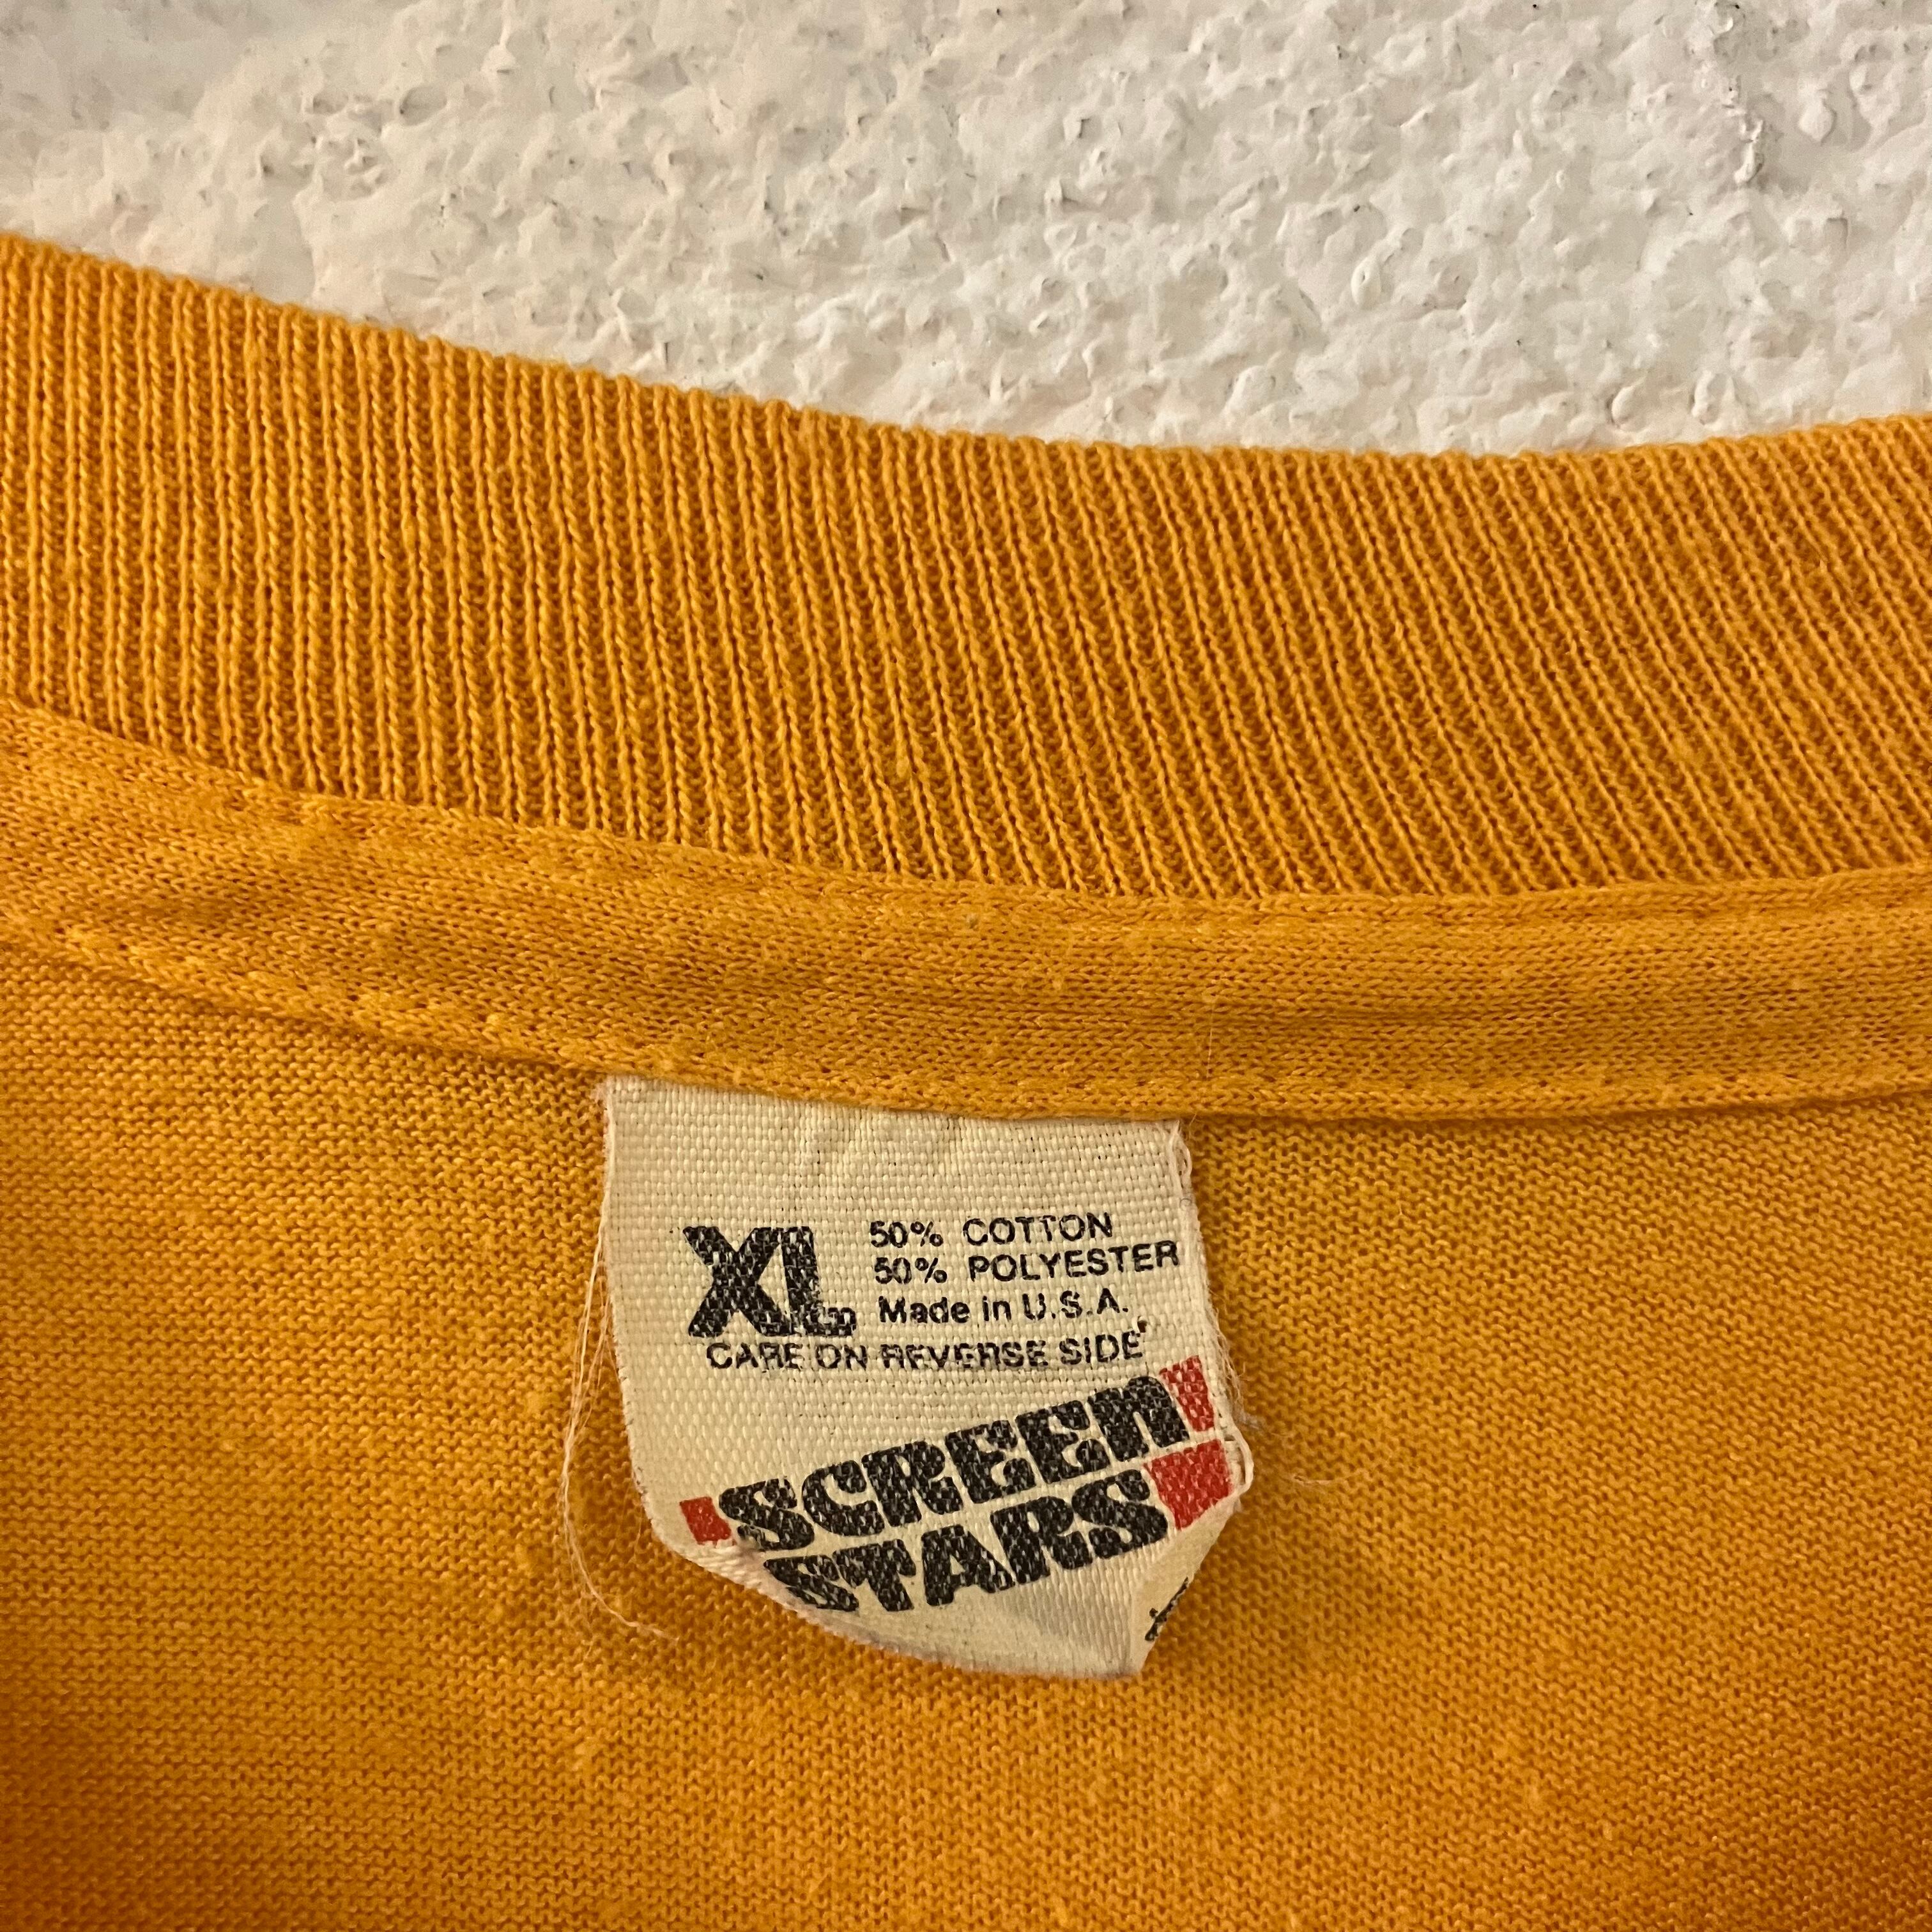 XL
50% COTTON
50% POLYESTER
Made in U.S.A.
CARE ON REVERSE SIDE
SCREEN
STARS